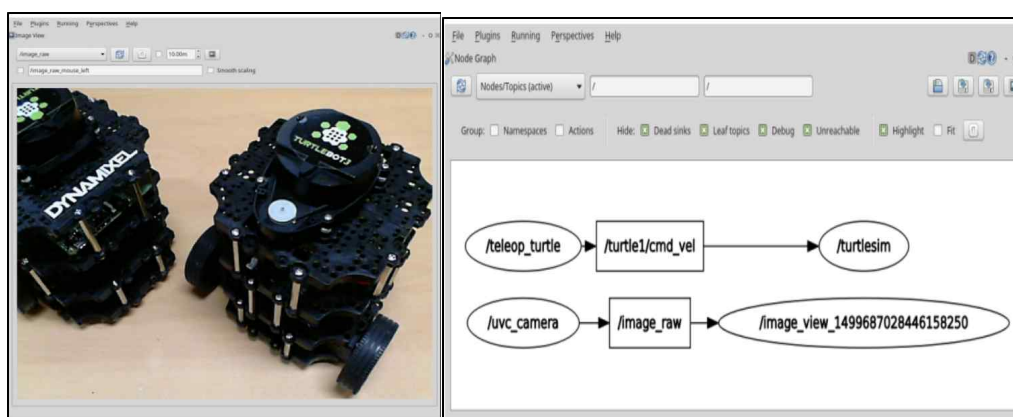 File Plugins Running Perspectives Help
Image View
/image_raw
10.00m
/image_raw_mouse_left Smooth scaling
TURTLEBOT3
DYNAMIXEL
File Plugins Running Perspectives Help
Node Graph
Nodes/Topics (active) / /
Group: Namespaces Actions Hide: Dead sinks Leaf topics Debug Unreachable Highlight Fit
/teleop_turtle /turtle1/cmd_vel /turtlesim
/uvc_camera /image_raw /image_view_1499687028446158250